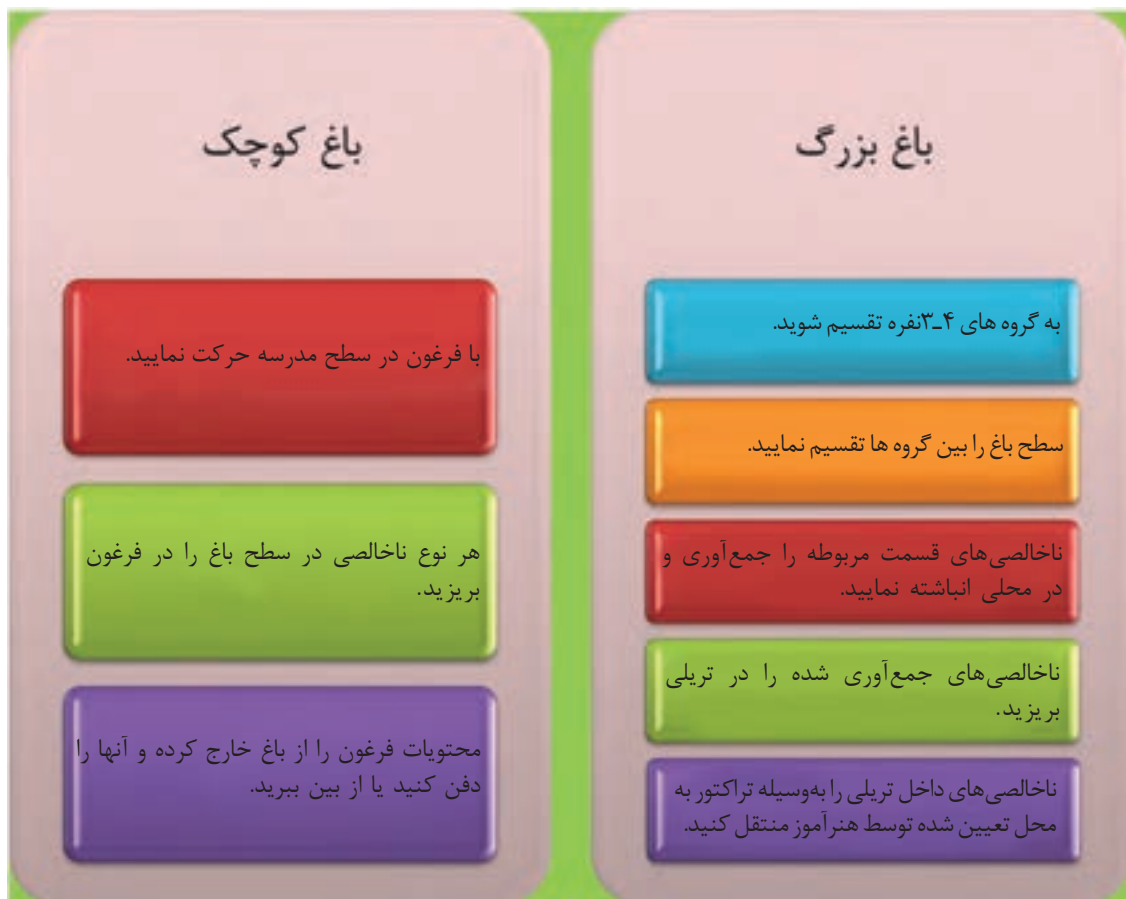 باغ بزرگ
به گروه های ۴ـ۳نفره تقسیم شوید.
سطح باغ را بین گروه ها تقسیم نمایید.
ناخالصی‌های قسمت مربوطه را جمع‌آوری و
در محلی انباشته نمایید.
ناخالصی‌های جمع‌آوری شده را در تریلی
بریزید.
ناخالصی‌های داخل تریلی را به‌وسیله تراکتور به
محل تعیین شده توسط هنرآموز منتقل کنید.
باغ کوچک
با فرغون در سطح مدرسه حرکت نمایید.
هر نوع ناخالصی در سطح باغ را در فرغون
بریزید.
محتویات فرغون را از باغ خارج کرده و آنها را
دفن کنید یا از بین ببرید.